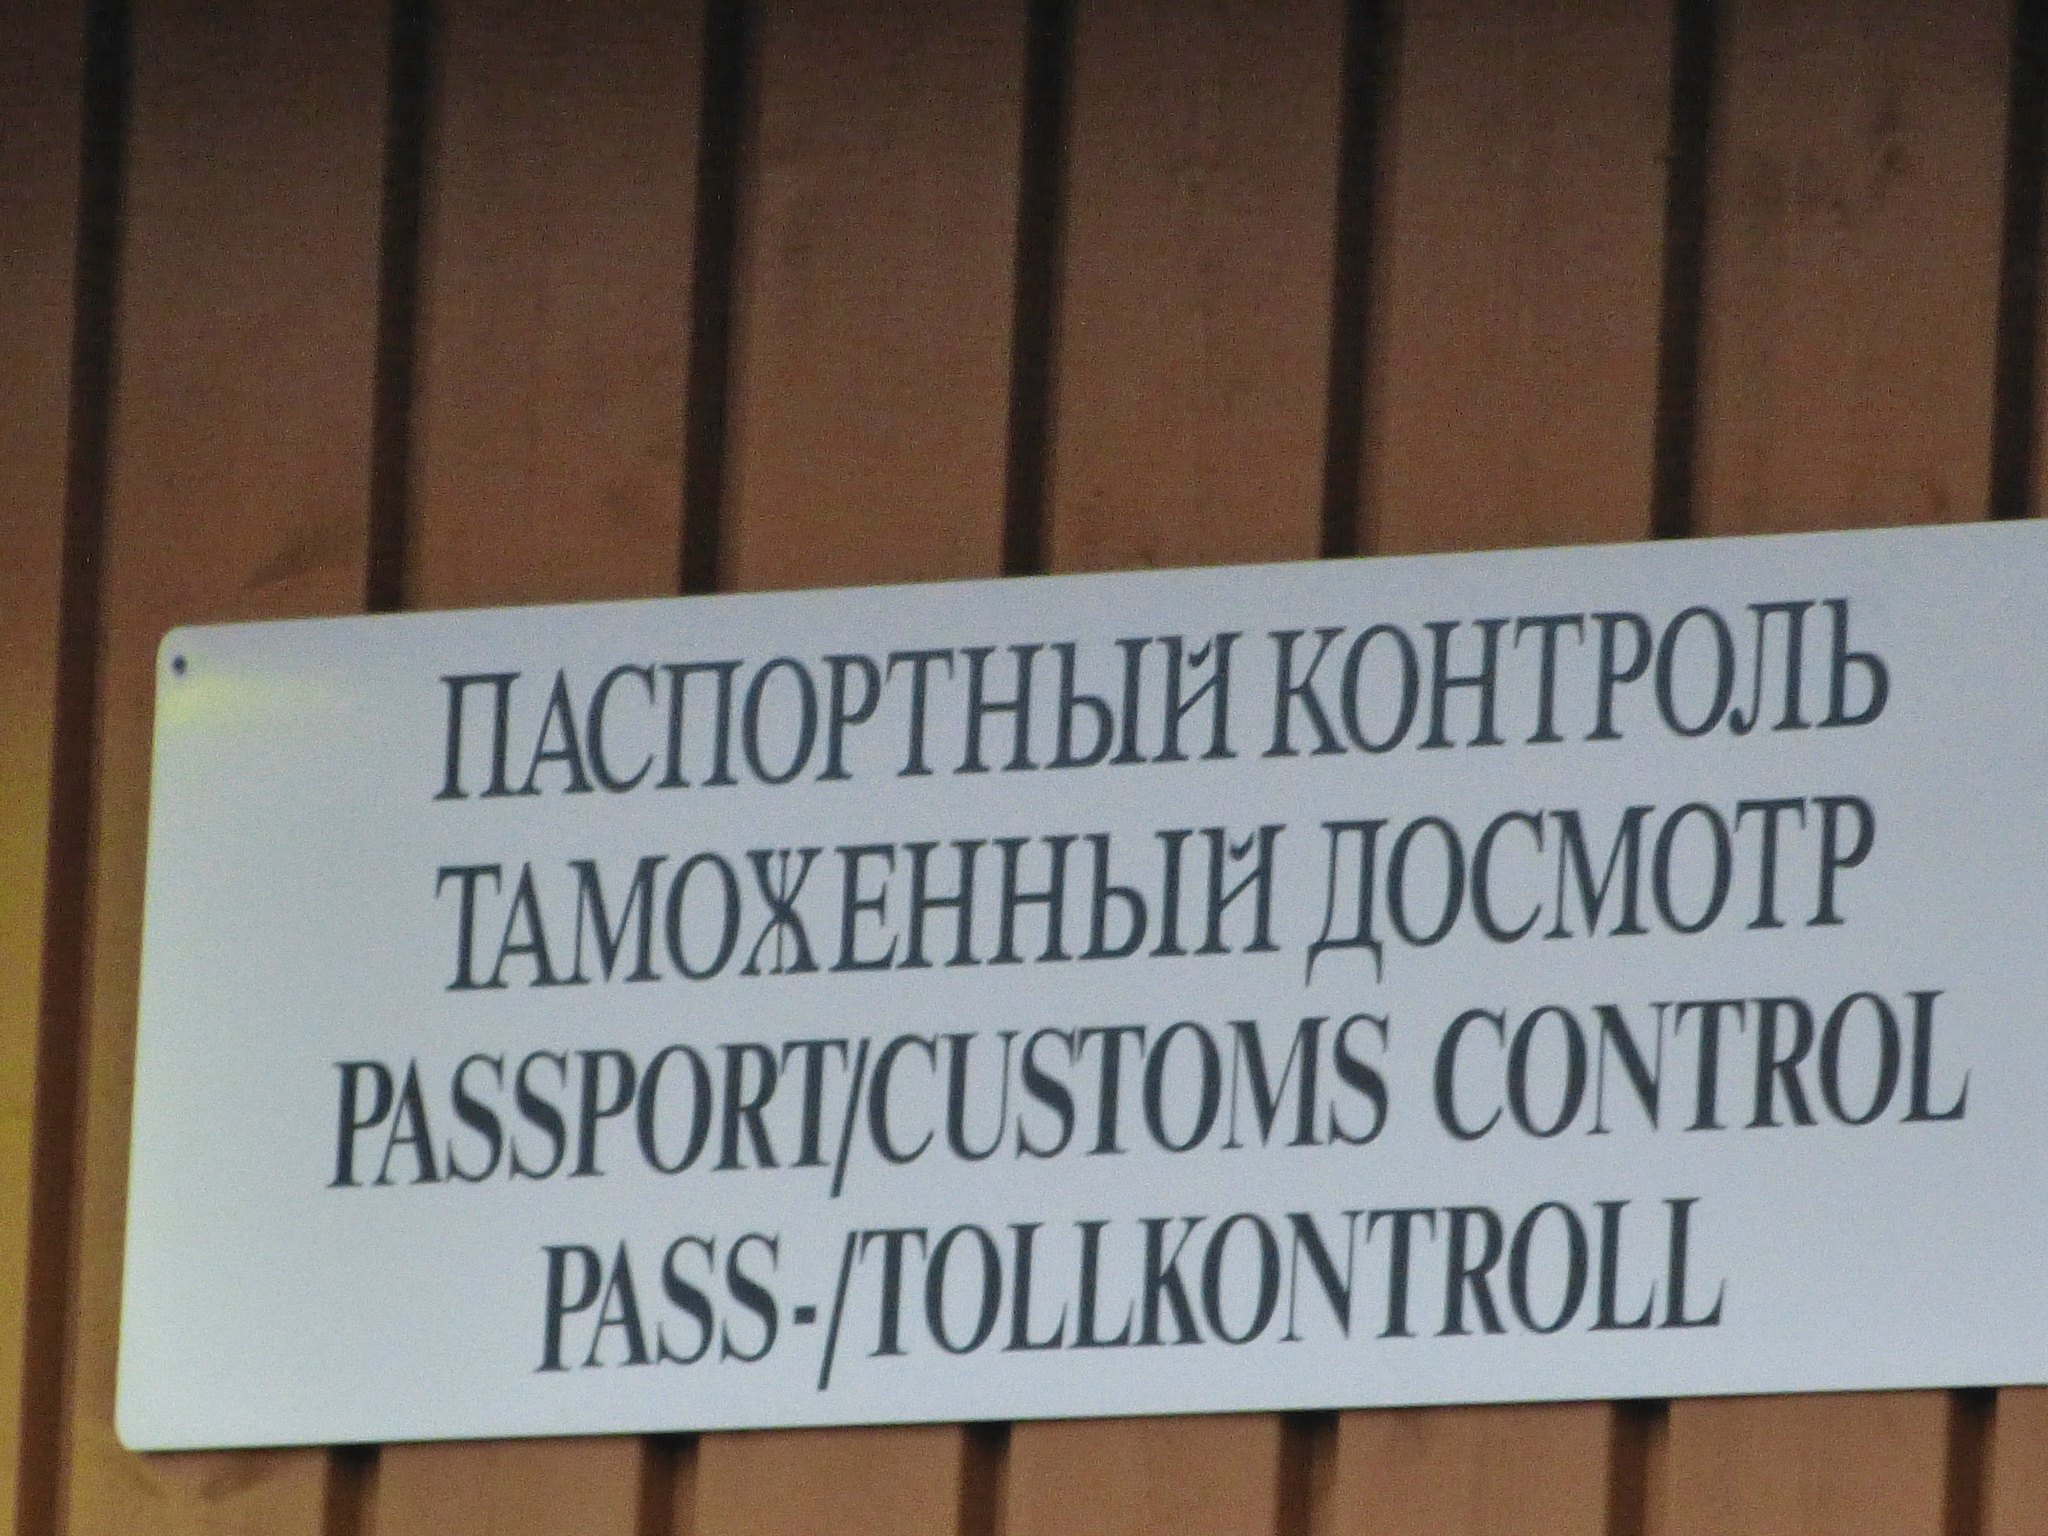 ПАСПОРТНЫЙ КОНТРОЛЬ
ТАМОЖЕННЫЙ ДОСМОТР
PASSPORT/CUSTOMS CONTROL
PASS-/TOLLKONTROLL